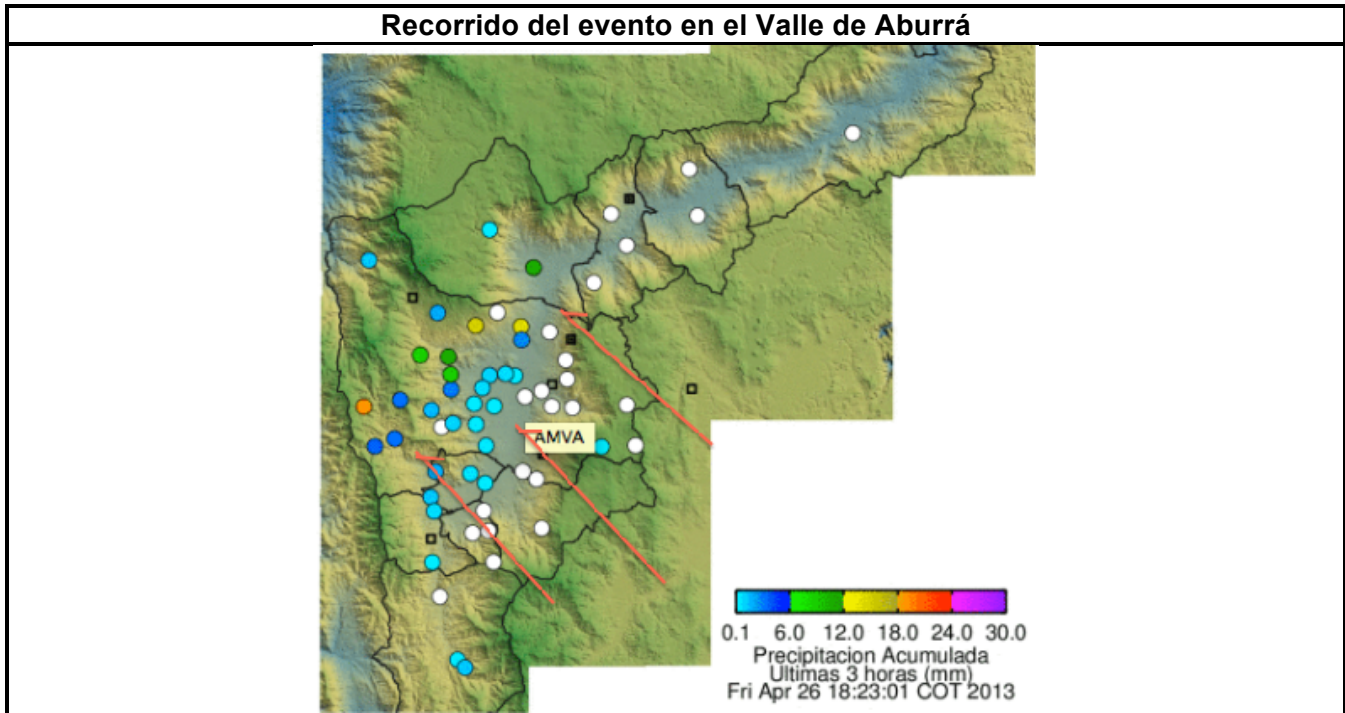 Recorrido del evento en el Valle de Aburrá
AMVA
0.1 6.0 12.0 18.0 24.0 30.0
Precipitacion Acumulada
Ultimas 3 horas (mm)
Fri Apr 26 18:23:01 COT 2013